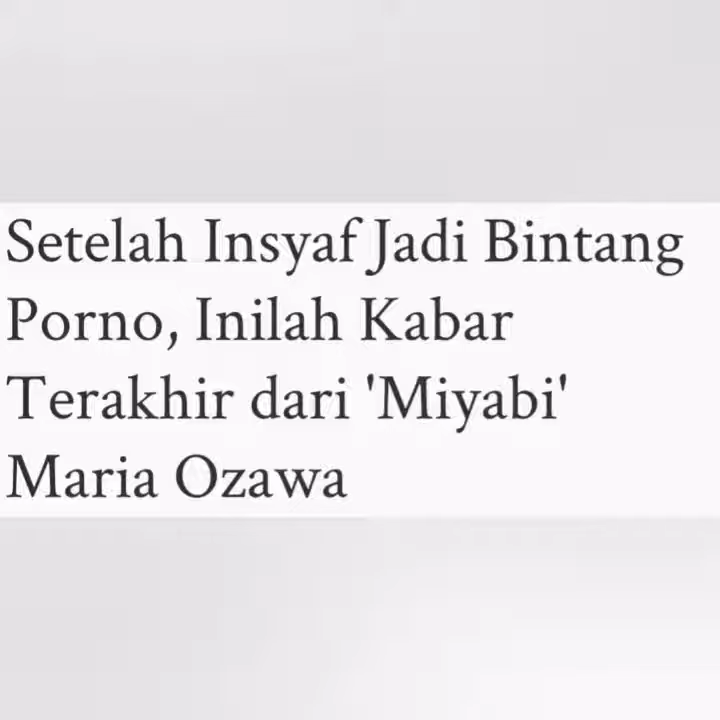 Setelah Insyaf Jadi Bintang
Porno, Inilah Kabar
Terakhir dari 'Miyabi'
Maria Ozawa